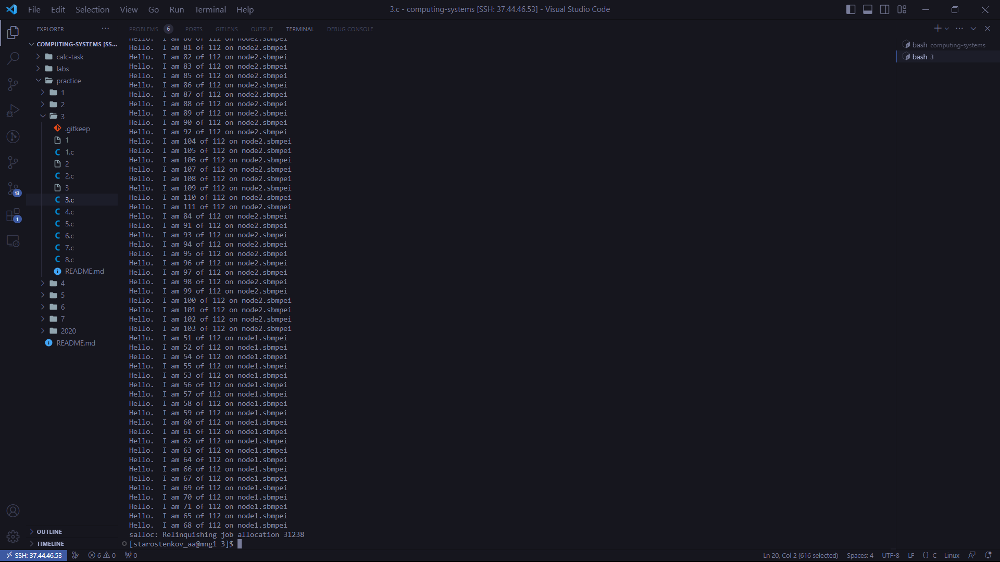 File Edit Selection View Go Run Terminal Help
3.c - computing-systems [SSH: 37.44.46.53] - Visual Studio Code
EXPLORER
COMPUTING-SYSTEMS [SS...
calc-task
labs
practice
1
2
3
.gitkeep
1
1.c
2
2.c
3
3.c
4.c
5.c
6.c
7.c
8.c
README.md
4
5
6
7
2020
README.md
OUTLINE
TIMELINE
13
1
PROBLEMS 6 PORTS GITLENS OUTPUT TERMINAL DEBUG CONSOLE
Hello.  I am 80 of 112 on node2.sbmpei
Hello.  I am 81 of 112 on node2.sbmpei
Hello.  I am 82 of 112 on node2.sbmpei
Hello.  I am 83 of 112 on node2.sbmpei
Hello.  I am 85 of 112 on node2.sbmpei
Hello.  I am 86 of 112 on node2.sbmpei
Hello.  I am 87 of 112 on node2.sbmpei
Hello.  I am 88 of 112 on node2.sbmpei
Hello.  I am 89 of 112 on node2.sbmpei
Hello.  I am 90 of 112 on node2.sbmpei
Hello.  I am 92 of 112 on node2.sbmpei
Hello.  I am 104 of 112 on node2.sbmpei
Hello.  I am 105 of 112 on node2.sbmpei
Hello.  I am 106 of 112 on node2.sbmpei
Hello.  I am 107 of 112 on node2.sbmpei
Hello.  I am 108 of 112 on node2.sbmpei
Hello.  I am 109 of 112 on node2.sbmpei
Hello.  I am 110 of 112 on node2.sbmpei
Hello.  I am 111 of 112 on node2.sbmpei
Hello.  I am 84 of 112 on node2.sbmpei
Hello.  I am 91 of 112 on node2.sbmpei
Hello.  I am 93 of 112 on node2.sbmpei
Hello.  I am 94 of 112 on node2.sbmpei
Hello.  I am 95 of 112 on node2.sbmpei
Hello.  I am 96 of 112 on node2.sbmpei
Hello.  I am 97 of 112 on node2.sbmpei
Hello.  I am 98 of 112 on node2.sbmpei
Hello.  I am 99 of 112 on node2.sbmpei
Hello.  I am 100 of 112 on node2.sbmpei
Hello.  I am 101 of 112 on node2.sbmpei
Hello.  I am 102 of 112 on node2.sbmpei
Hello.  I am 103 of 112 on node2.sbmpei
Hello.  I am 51 of 112 on node1.sbmpei
Hello.  I am 52 of 112 on node1.sbmpei
Hello.  I am 54 of 112 on node1.sbmpei
Hello.  I am 55 of 112 on node1.sbmpei
Hello.  I am 53 of 112 on node1.sbmpei
Hello.  I am 56 of 112 on node1.sbmpei
Hello.  I am 57 of 112 on node1.sbmpei
Hello.  I am 58 of 112 on node1.sbmpei
Hello.  I am 59 of 112 on node1.sbmpei
Hello.  I am 60 of 112 on node1.sbmpei
Hello.  I am 61 of 112 on node1.sbmpei
Hello.  I am 62 of 112 on node1.sbmpei
Hello.  I am 63 of 112 on node1.sbmpei
Hello.  I am 64 of 112 on node1.sbmpei
Hello.  I am 66 of 112 on node1.sbmpei
Hello.  I am 67 of 112 on node1.sbmpei
Hello.  I am 69 of 112 on node1.sbmpei
Hello.  I am 70 of 112 on node1.sbmpei
Hello.  I am 71 of 112 on node1.sbmpei
Hello.  I am 65 of 112 on node1.sbmpei
Hello.  I am 68 of 112 on node1.sbmpei
salloc: Relinquishing job allocation 31238
[starostenkov_aa@mng1 3]$
bash computing-systems
bash 3
SSH: 37.44.46.53 6 0 0 Ln 20, Col 2 (616 selected) Spaces: 4 UTF-8 LF {} C Linux